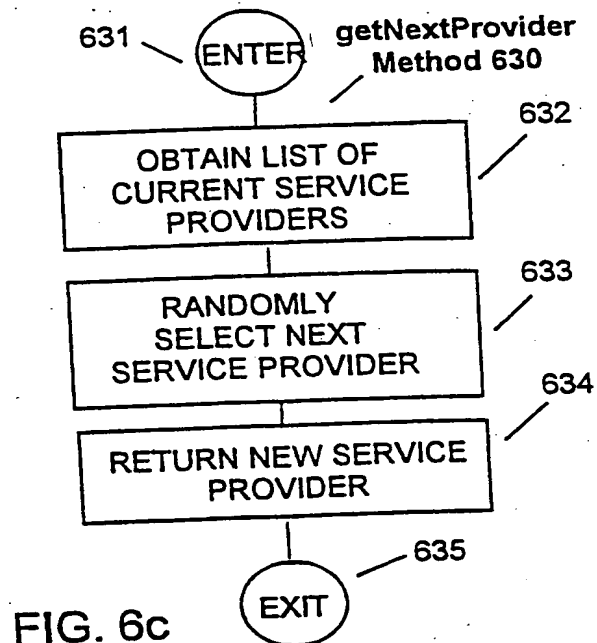 631
ENTER
getNextProvider
Method 630
632
OBTAIN LIST OF
CURRENT SERVICE
PROVIDERS
633
RANDOMLY
SELECT NEXT
SERVICE PROVIDER
634
RETURN NEW SERVICE
PROVIDER
635
EXIT
FIG. 6c